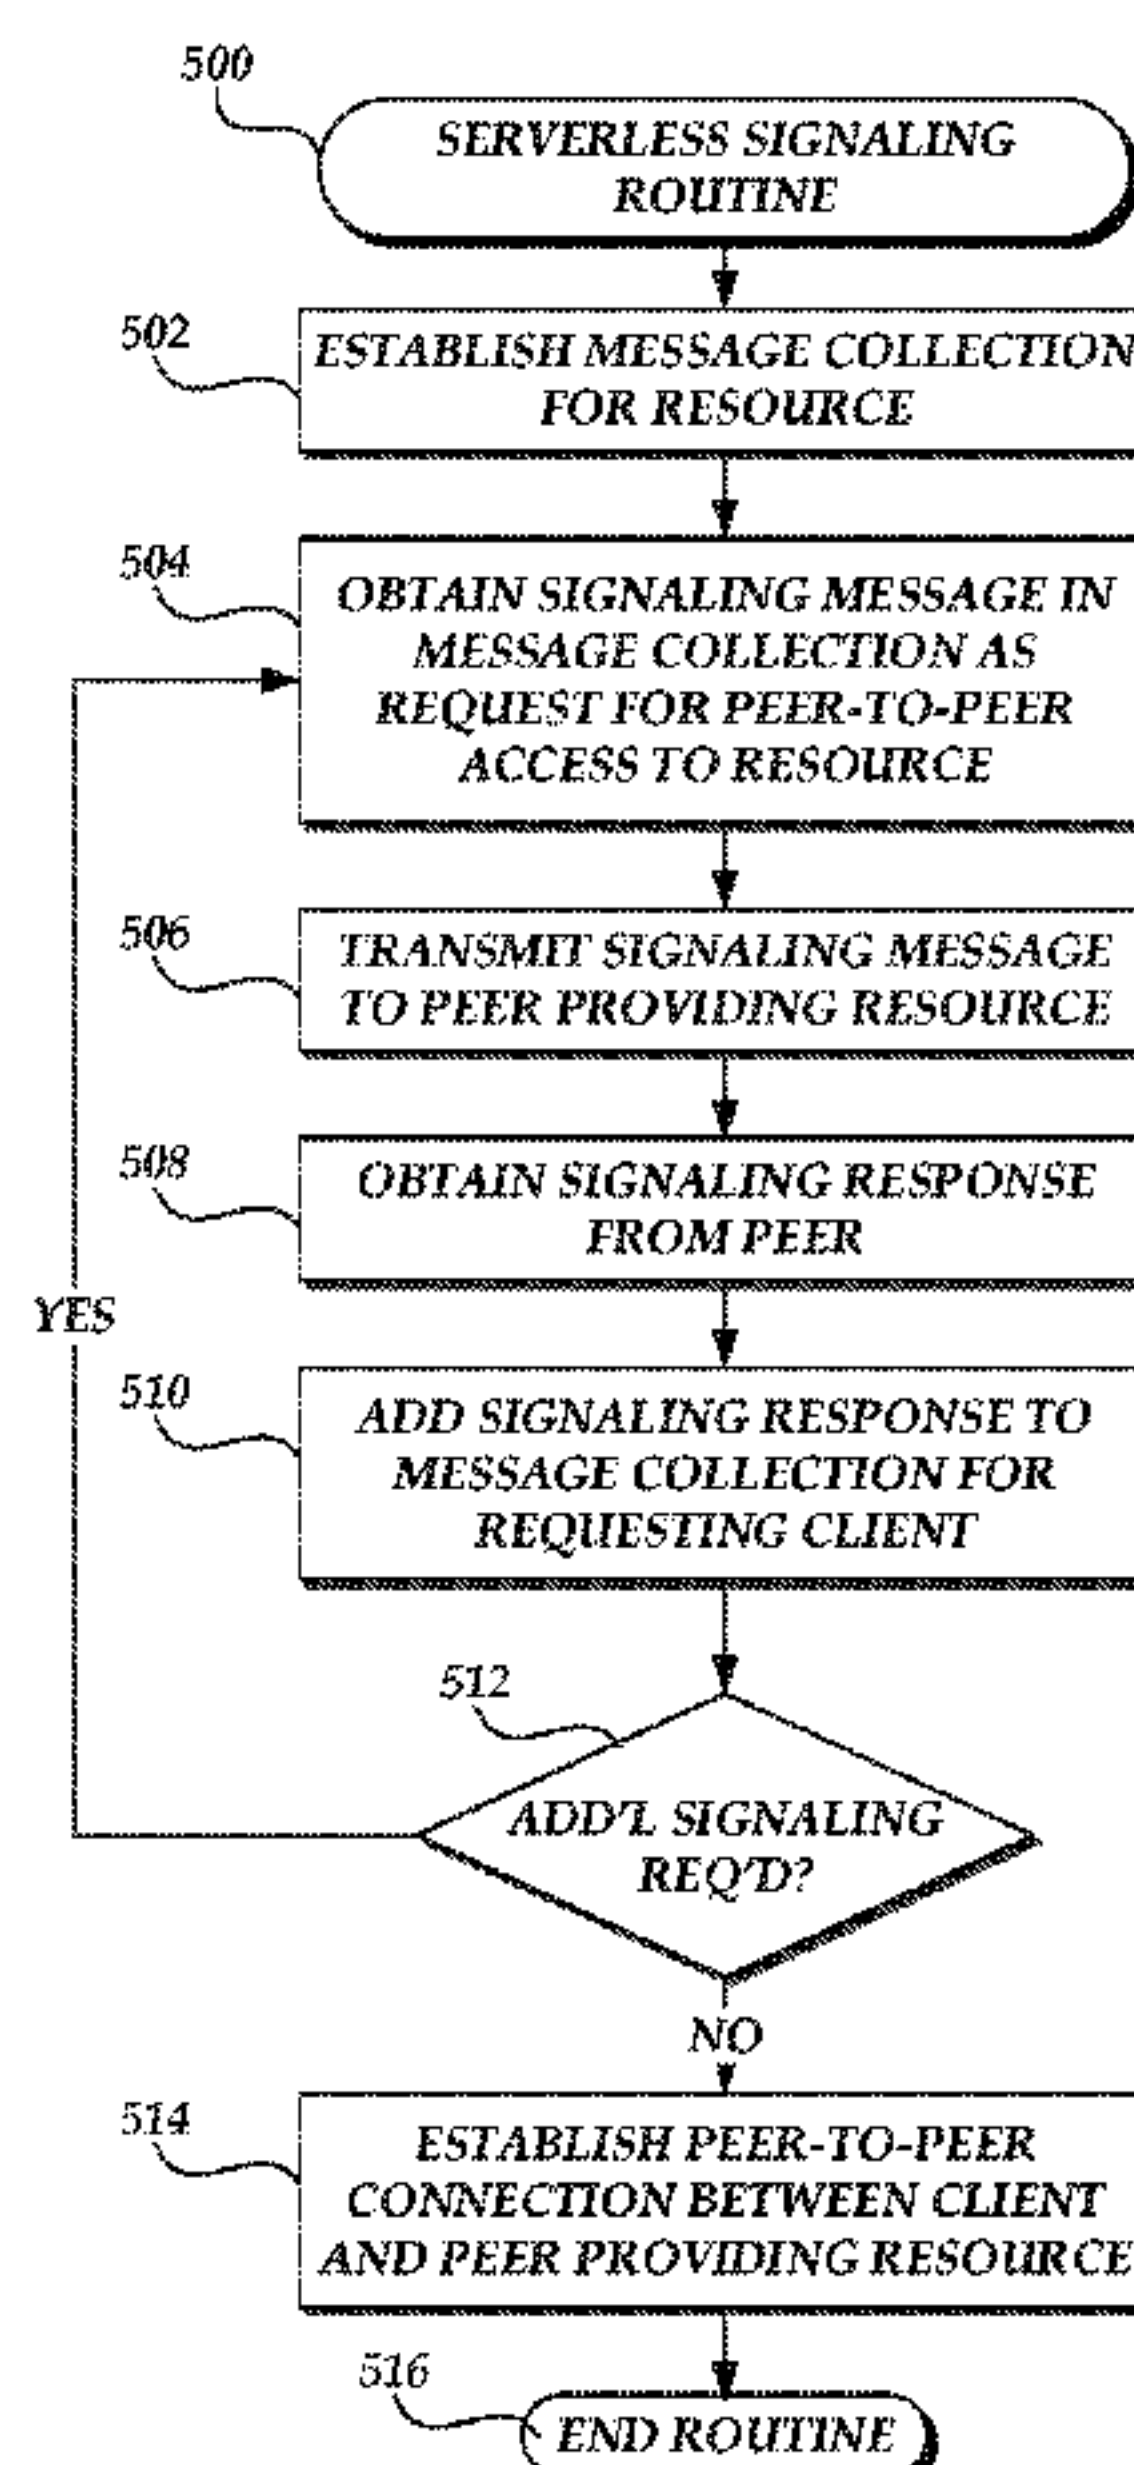 500
SERVERLESS SIGNALING
ROUTINE
502
ESTABLISH MESSAGE COLLECTION
FOR RESOURCE
504
OBTAIN SIGNALING MESSAGE IN
MESSAGE COLLECTION AS
REQUEST FOR PEER-TO-PEER
ACCESS TO RESOURCE
506
TRANSMIT SIGNALING MESSAGE
TO PEER PROVIDING RESOURCE
508
OBTAIN SIGNALING RESPONSE
FROM PEER
YES
510
ADD SIGNALING RESPONSE TO
MESSAGE COLLECTION FOR
REQUESTING CLIENT
512
ADD'L SIGNALING
REQ'D?
NO
514
ESTABLISH PEER-TO-PEER
CONNECTION BETWEEN CLIENT
AND PEER PROVIDING RESOURCE
516
END ROUTINE